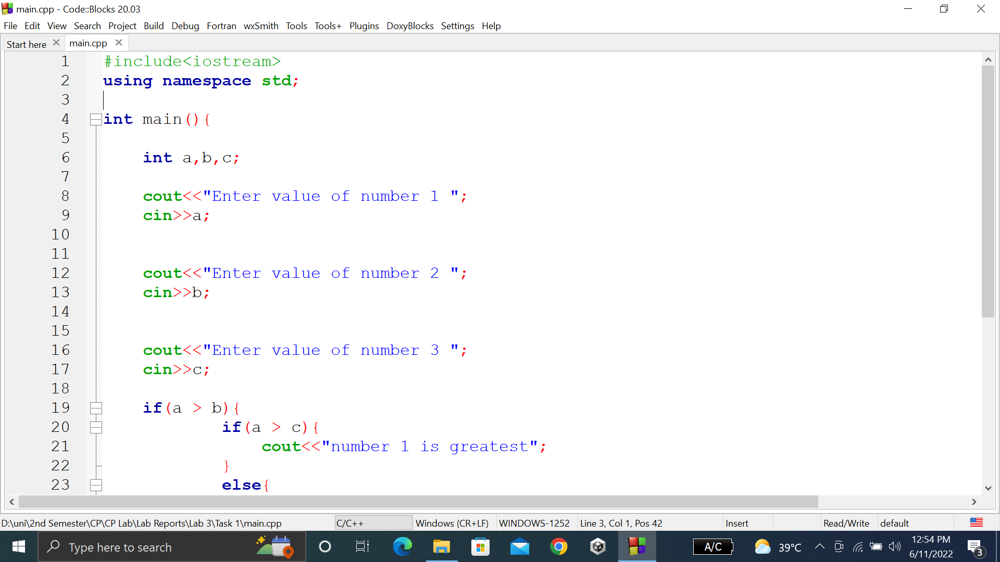 main.cpp - Code::Blocks 20.03
File Edit View Search Project Build Debug Fortran wxSmith Tools Tools+ Plugins DoxyBlocks Settings Help
Start here main.cpp
1 #include<iostream>
2 using namespace std;
3
4 int main(){
5
6 int a,b,c;
7
8 cout<<"Enter value of number 1 ";
9 cin>>a;
10
11
12 cout<<"Enter value of number 2 ";
13 cin>>b;
14
15
16 cout<<"Enter value of number 3 ";
17 cin>>c;
18
19 if(a > b){
20 if(a > c){
21 cout<<"number 1 is greatest";
22 }
23 else{
D:\uni\2nd Semester\CP\CP Lab\Lab Reports\Lab 3\Task 1\main.cpp C/C++ Windows (CR+LF) WINDOWS-1252 Line 3, Col 1, Pos 42 Insert Read/Write default
Type here to search A/C 39°C 12:54 PM
6/11/2022 3